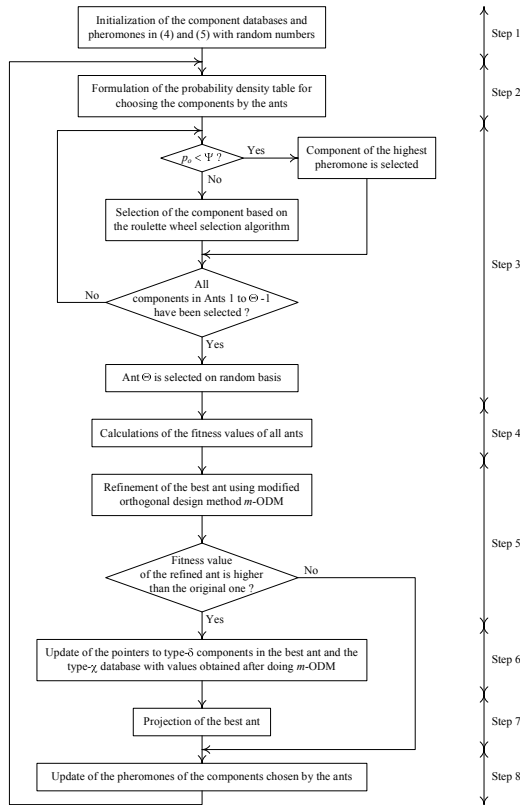 Initialization of the component databases and
pheromones in (4) and (5) with random numbers
Step 1
Formulation of the probability density table for
choosing the components by the ants
Step 2
pₒ < Ψ ?
Yes
No
Component of the highest
pheromone is selected
Selection of the component based on
the roulette wheel selection algorithm
Step 3
All
components in Ants 1 to Θ -1
have been selected ?
No
Yes
Ant Θ is selected on random basis
Calculations of the fitness values of all ants
Step 4
Refinement of the best ant using modified
orthogonal design method m-ODM
Step 5
Fitness value
of the refined ant is higher
than the original one ?
No
Yes
Update of the pointers to type-δ components in the best ant and the
type-χ database with values obtained after doing m-ODM
Step 6
Projection of the best ant
Step 7
Update of the pheromones of the components chosen by the ants
Step 8